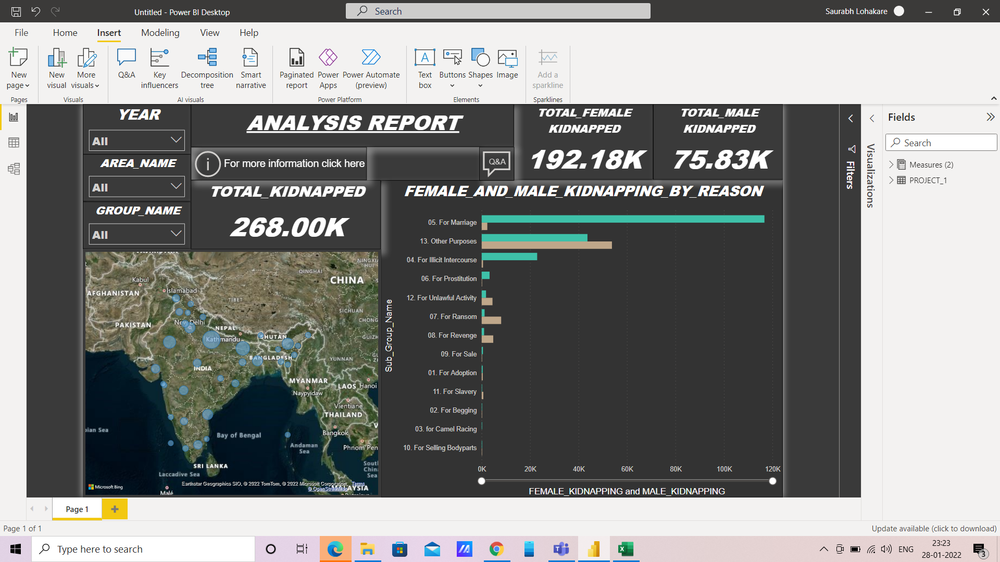 Untitled - Power BI Desktop
Search
Saurabh Lohakare
File
Home
Insert
Modeling
View
Help
New page
New visual
More visuals
Q&A
Key influencers
Decomposition tree
Smart narrative
Paginated report
Power Apps
Power Automate (preview)
Text box
Buttons
Shapes
Image
Add a sparkline
Pages
Visuals
AI visuals
Power Platform
Elements
Sparklines
YEAR
All
AREA_NAME
All
GROUP_NAME
All
ANALYSIS REPORT
For more information click here
Q&A
TOTAL_FEMALE KIDNAPPED
192.18K
TOTAL_MALE KIDNAPPED
75.83K
TOTAL_KIDNAPPED
268.00K
FEMALE_AND_MALE_KIDNAPPING_BY_REASON
Sub_Group_Name
05. For Marriage
13. Other Purposes
04. For Illicit Intercourse
06. For Prostitution
12. For Unlawful Activity
07. For Ransom
08. For Revenge
09. For Sale
01. For Adoption
11. For Slavery
02. For Begging
03. for Camel Racing
10. For Selling Bodyparts
0K
20K
40K
60K
80K
100K
120K
FEMALE_KIDNAPPING and MALE_KIDNAPPING
QINGHAI
CHINA
Kabul
AFGHANISTAN
Islamabad
TIBET
SICHUAN
PAKISTAN
New Delhi
NEPAL
Kathmandu
BHUTAN
BANGLADESH
YUNNAN
INDIA
MYANMAR
LAOS
Hanoi
Naypyidaw
Vientiane
THAILAND
Bay of Bengal
Bangkok
Andaman Sea
Phnom Pen
SRI LANKA
Laccadive Sea
Malé
Microsoft Bing
Earthstar Geographics SIO, © 2022 TomTom, © 2022 Microsoft Corporation, Terms
© OpenStreetMap
Filters
Visualizations
Fields
Search
Measures (2)
PROJECT_1
Page 1
Page 1 of 1
Update available (click to download)
Type here to search
ENG
23:23
28-01-2022
3